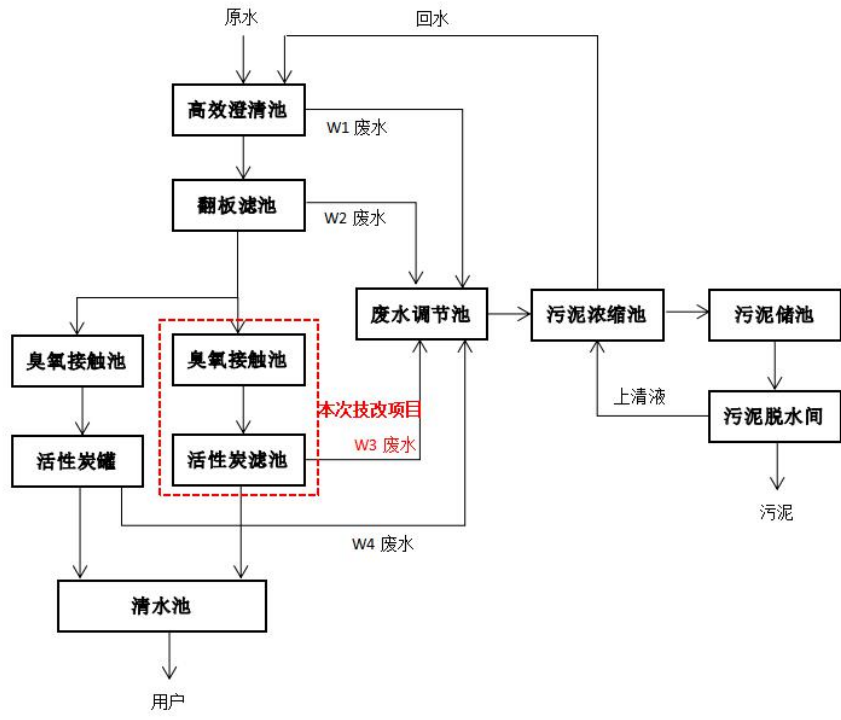 原水
回水
高效澄清池
W1 废水
翻板滤池
W2 废水
废水调节池
污泥浓缩池
污泥储池
臭氧接触池
臭氧接触池
本次技改项目
上清液
污泥脱水间
活性炭罐
活性炭滤池
W3 废水
污泥
W4 废水
清水池
用户